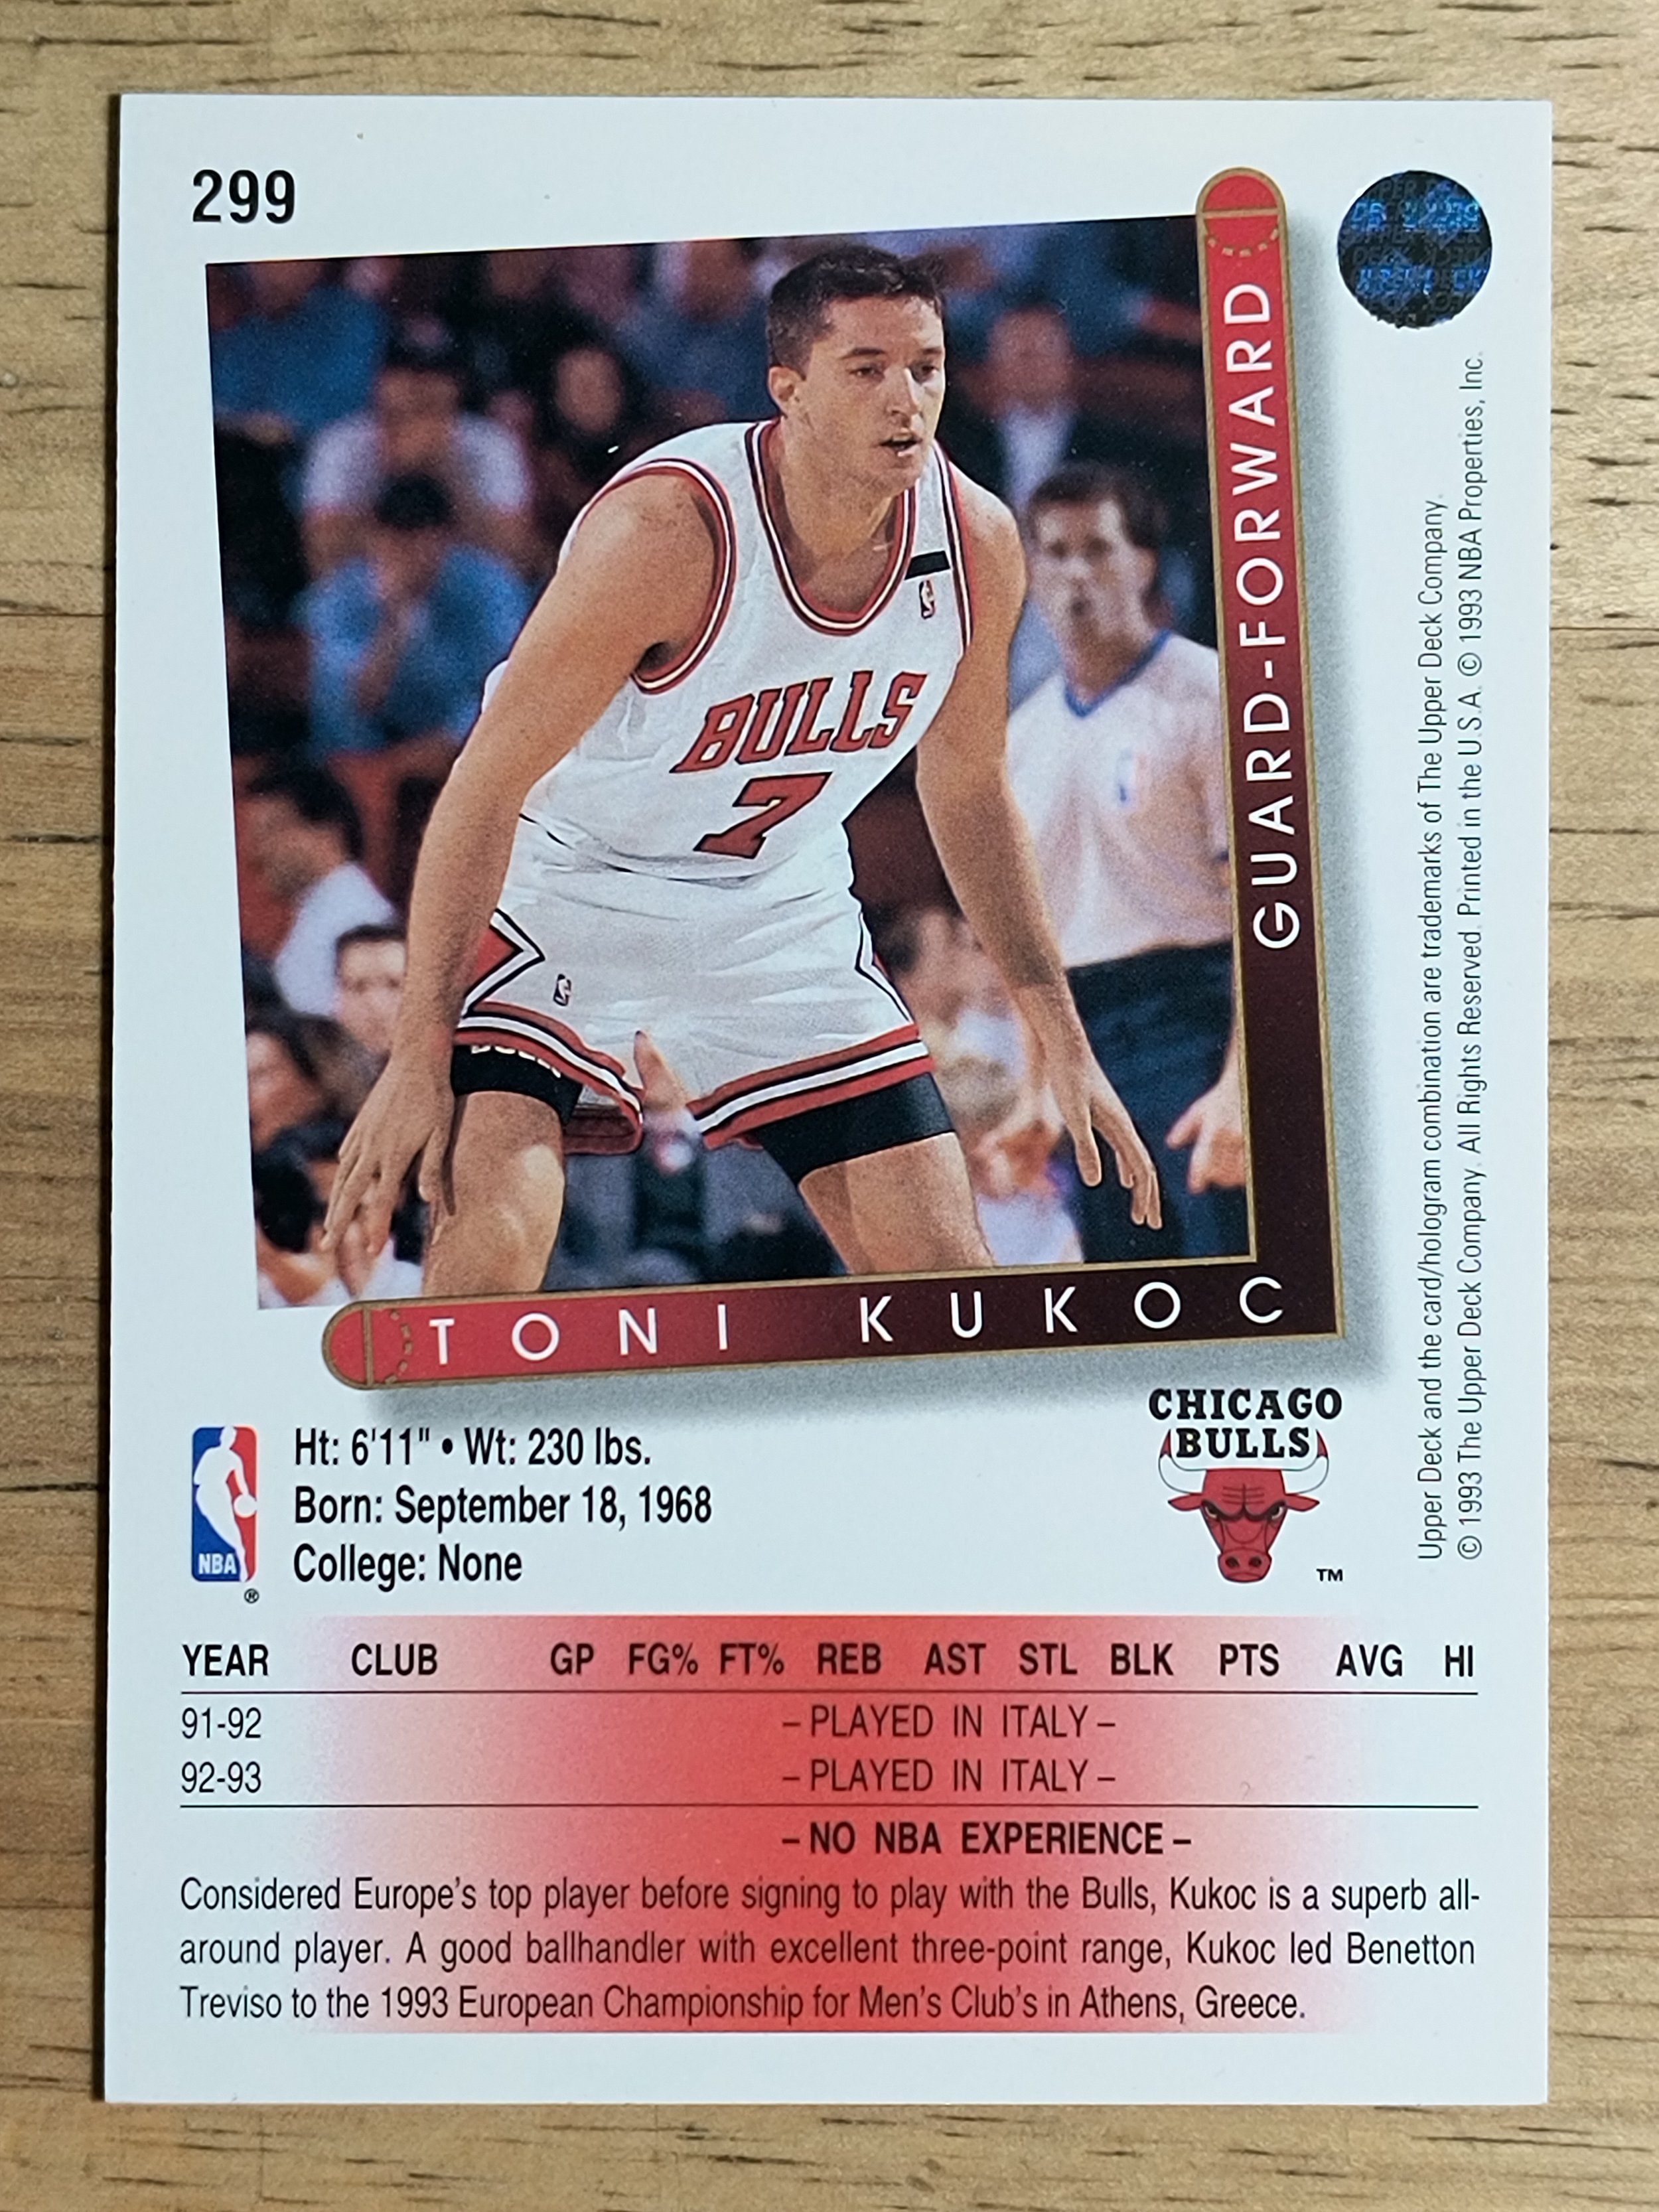 299
GUARD-FORWARD
BULLS
7
TONI KUKOC
Upper Deck and the card/hologram combination are trademarks of The Upper Deck Company.
© 1993 The Upper Deck Company. All Rights Reserved. Printed in the U.S.A. © 1993 NBA Properties, Inc.
CHICAGO
BULLS
TM
NBA
®
Ht: 6'11" • Wt: 230 lbs.
Born: September 18, 1968
College: None
YEAR CLUB GP FG% FT% REB AST STL BLK PTS AVG HI
91-92 – PLAYED IN ITALY –
92-93 – PLAYED IN ITALY –
– NO NBA EXPERIENCE –
Considered Europe's top player before signing to play with the Bulls, Kukoc is a superb all-
around player. A good ballhandler with excellent three-point range, Kukoc led Benetton
Treviso to the 1993 European Championship for Men's Club's in Athens, Greece.